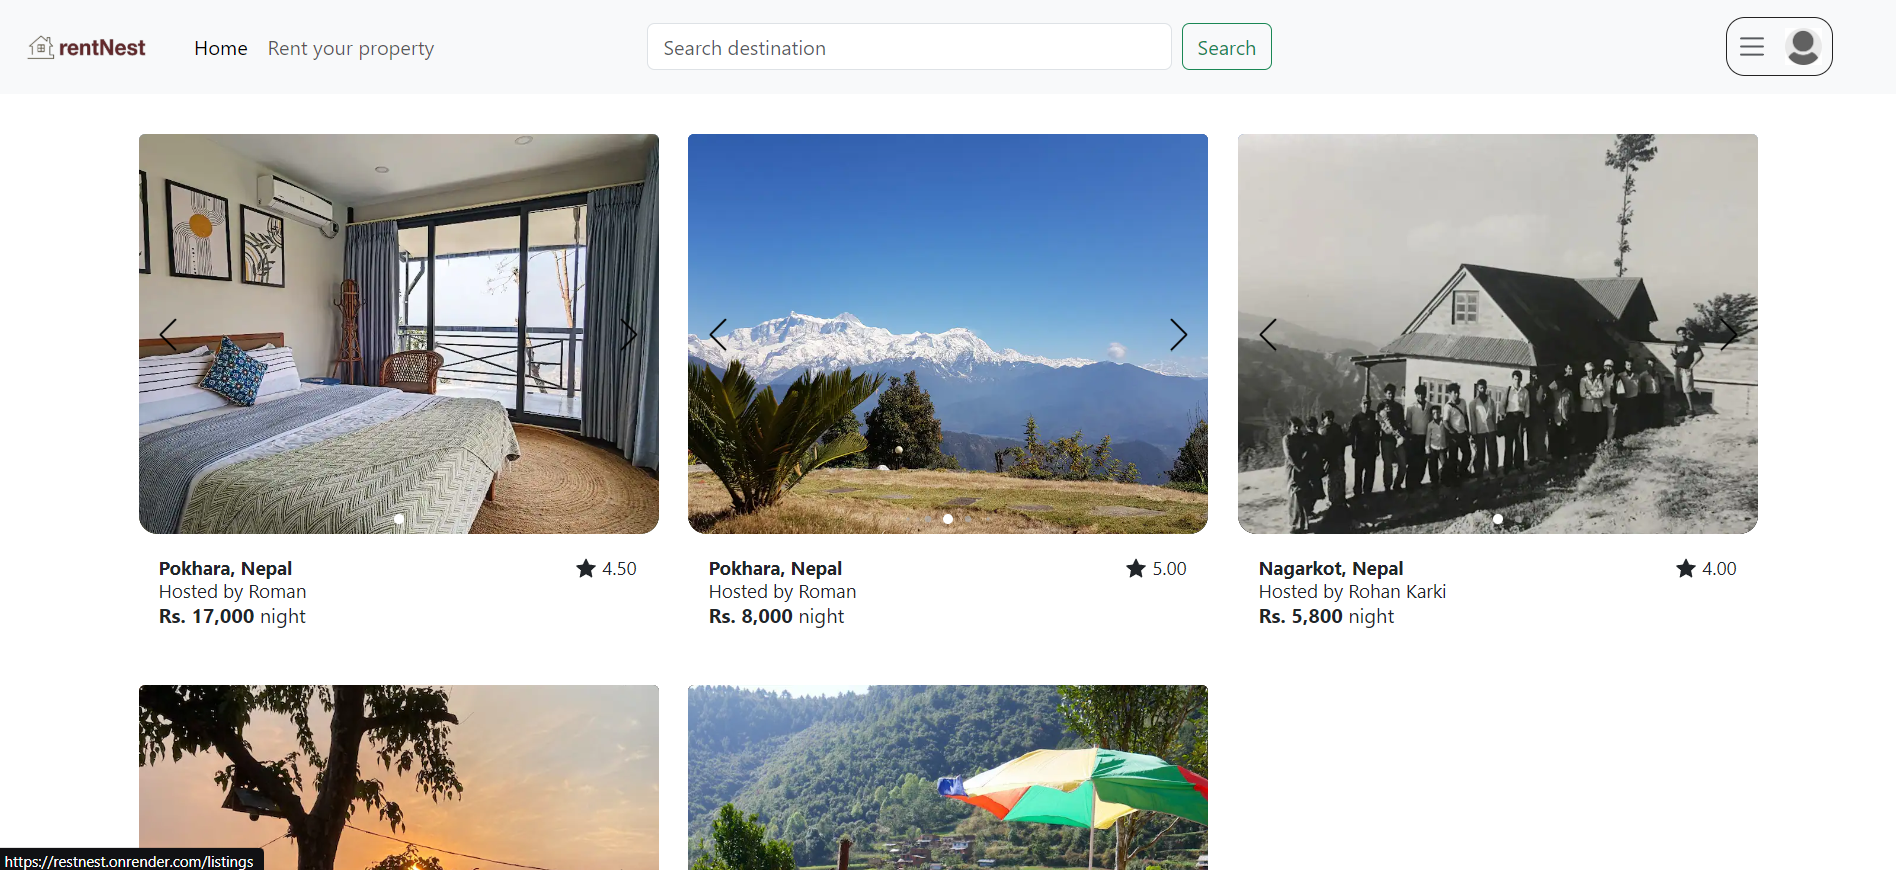 rentNest
Home
Rent your property
Search destination
Search
Pokhara, Nepal
4.50
Hosted by Roman
Rs. 17,000 night
Pokhara, Nepal
5.00
Hosted by Roman
Rs. 8,000 night
Nagarkot, Nepal
4.00
Hosted by Rohan Karki
Rs. 5,800 night
https://restnest.onrender.com/listings